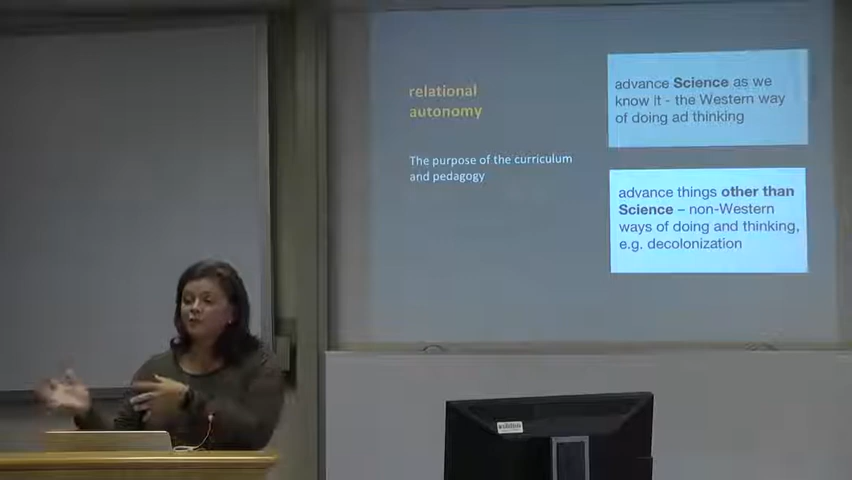 relational
autonomy
The purpose of the curriculum
and pedagogy
advance Science as we
know it - the Western way
of doing ad thinking
advance things other than
Science – non-Western
ways of doing and thinking,
e.g. decolonization